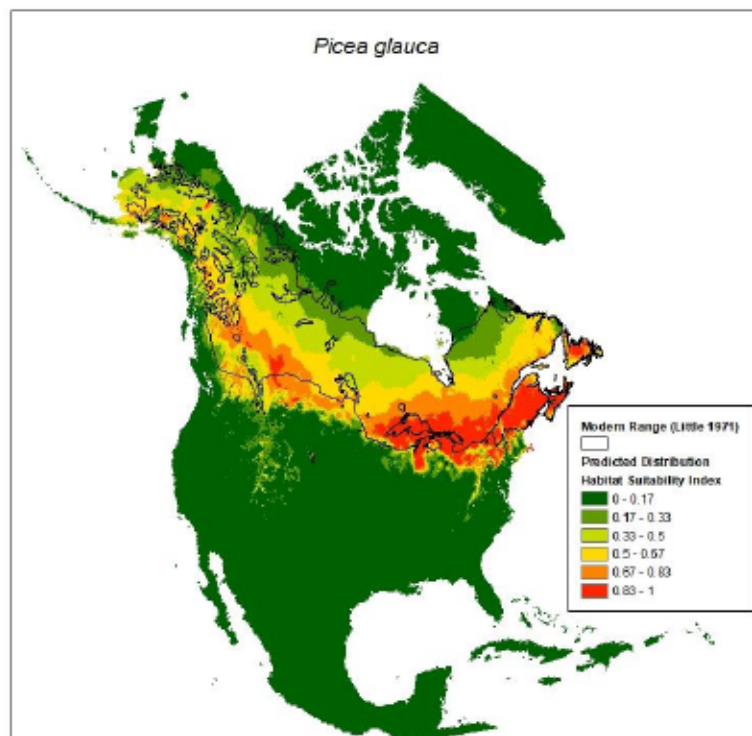 Picea glauca
Modern Range (Little 1971)
Predicted Distribution
Habitat Suitability Index
0 - 0.17
0.17 - 0.33
0.33 - 0.5
0.5 - 0.67
0.67 - 0.83
0.83 - 1